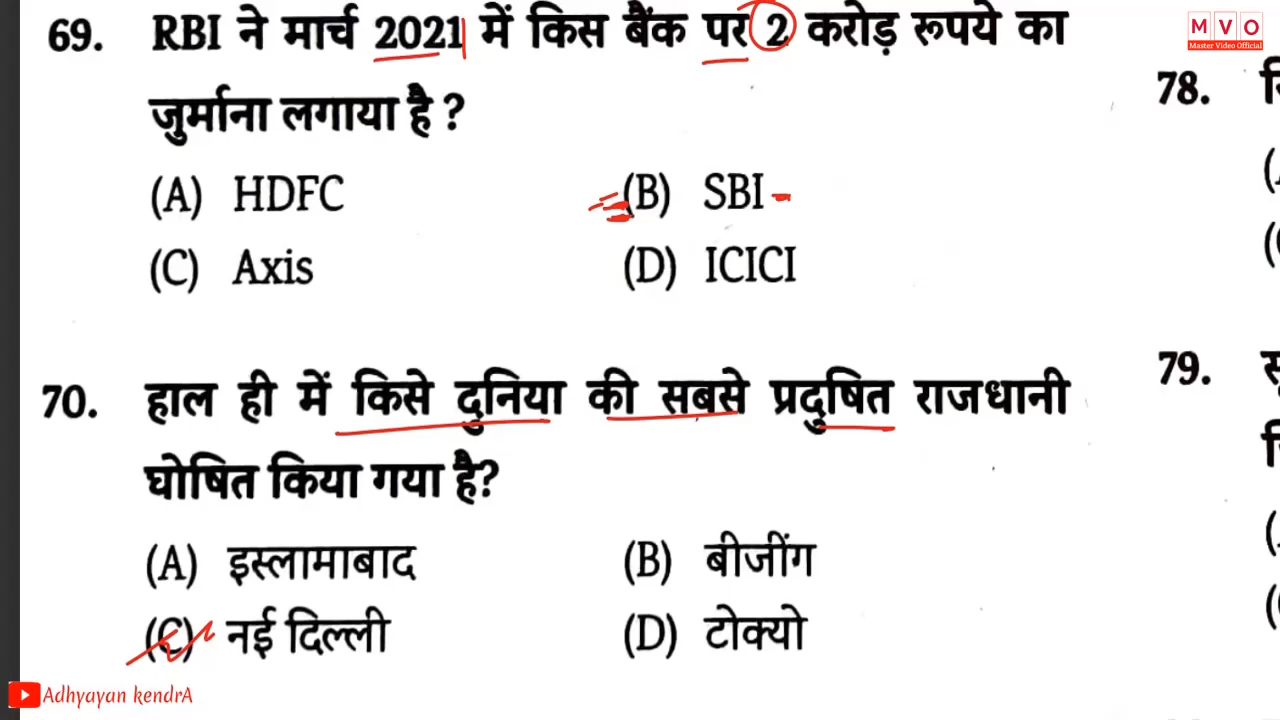 69. RBI ने मार्च 2021 में किस बैंक पर 2 करोड़ रूपये का
जुर्माना लगाया है ?
(A) HDFC (B) SBI
(C) Axis (D) ICICI
70. हाल ही में किसे दुनिया की सबसे प्रदुषित राजधानी
घोषित किया गया है?
(A) इस्लामाबाद (B) बीजींग
(C) नई दिल्ली (D) टोक्यो
78.
79.
M V O
Master Video Official
Adhyayan kendrA